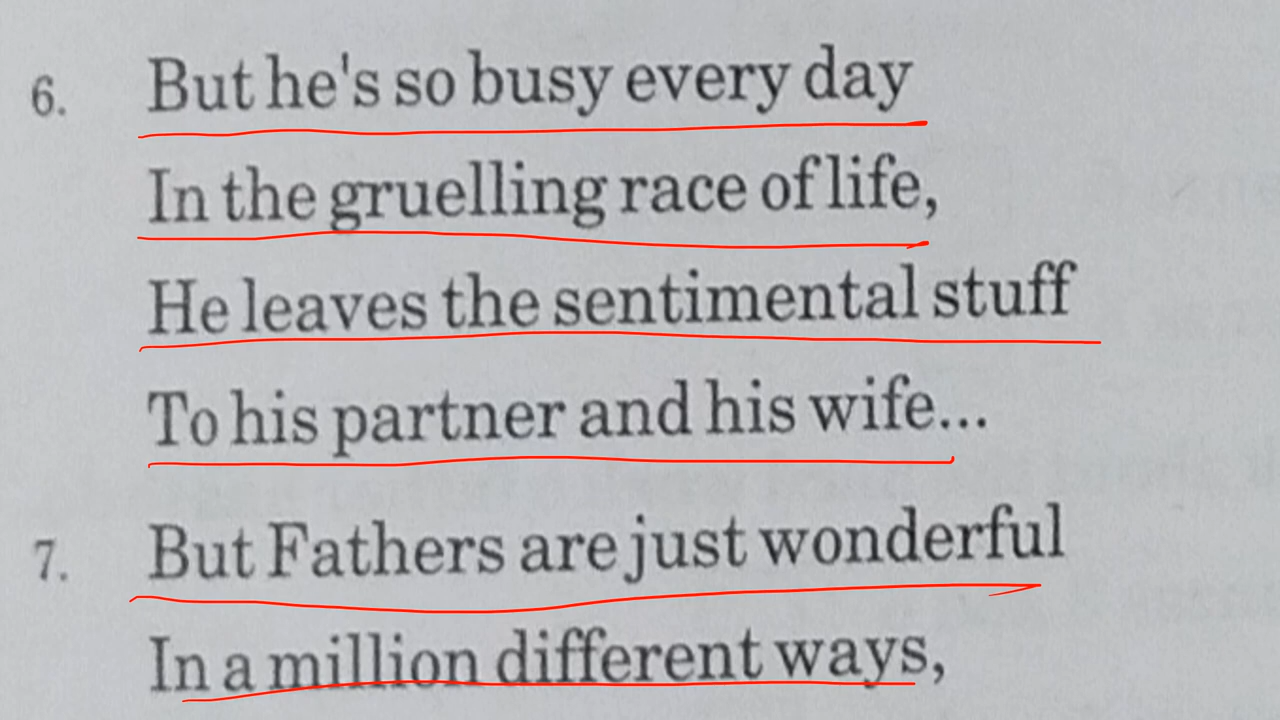 6. But he's so busy every day
In the gruelling race of life,
He leaves the sentimental stuff
To his partner and his wife...
7. But Fathers are just wonderful
In a million different ways,